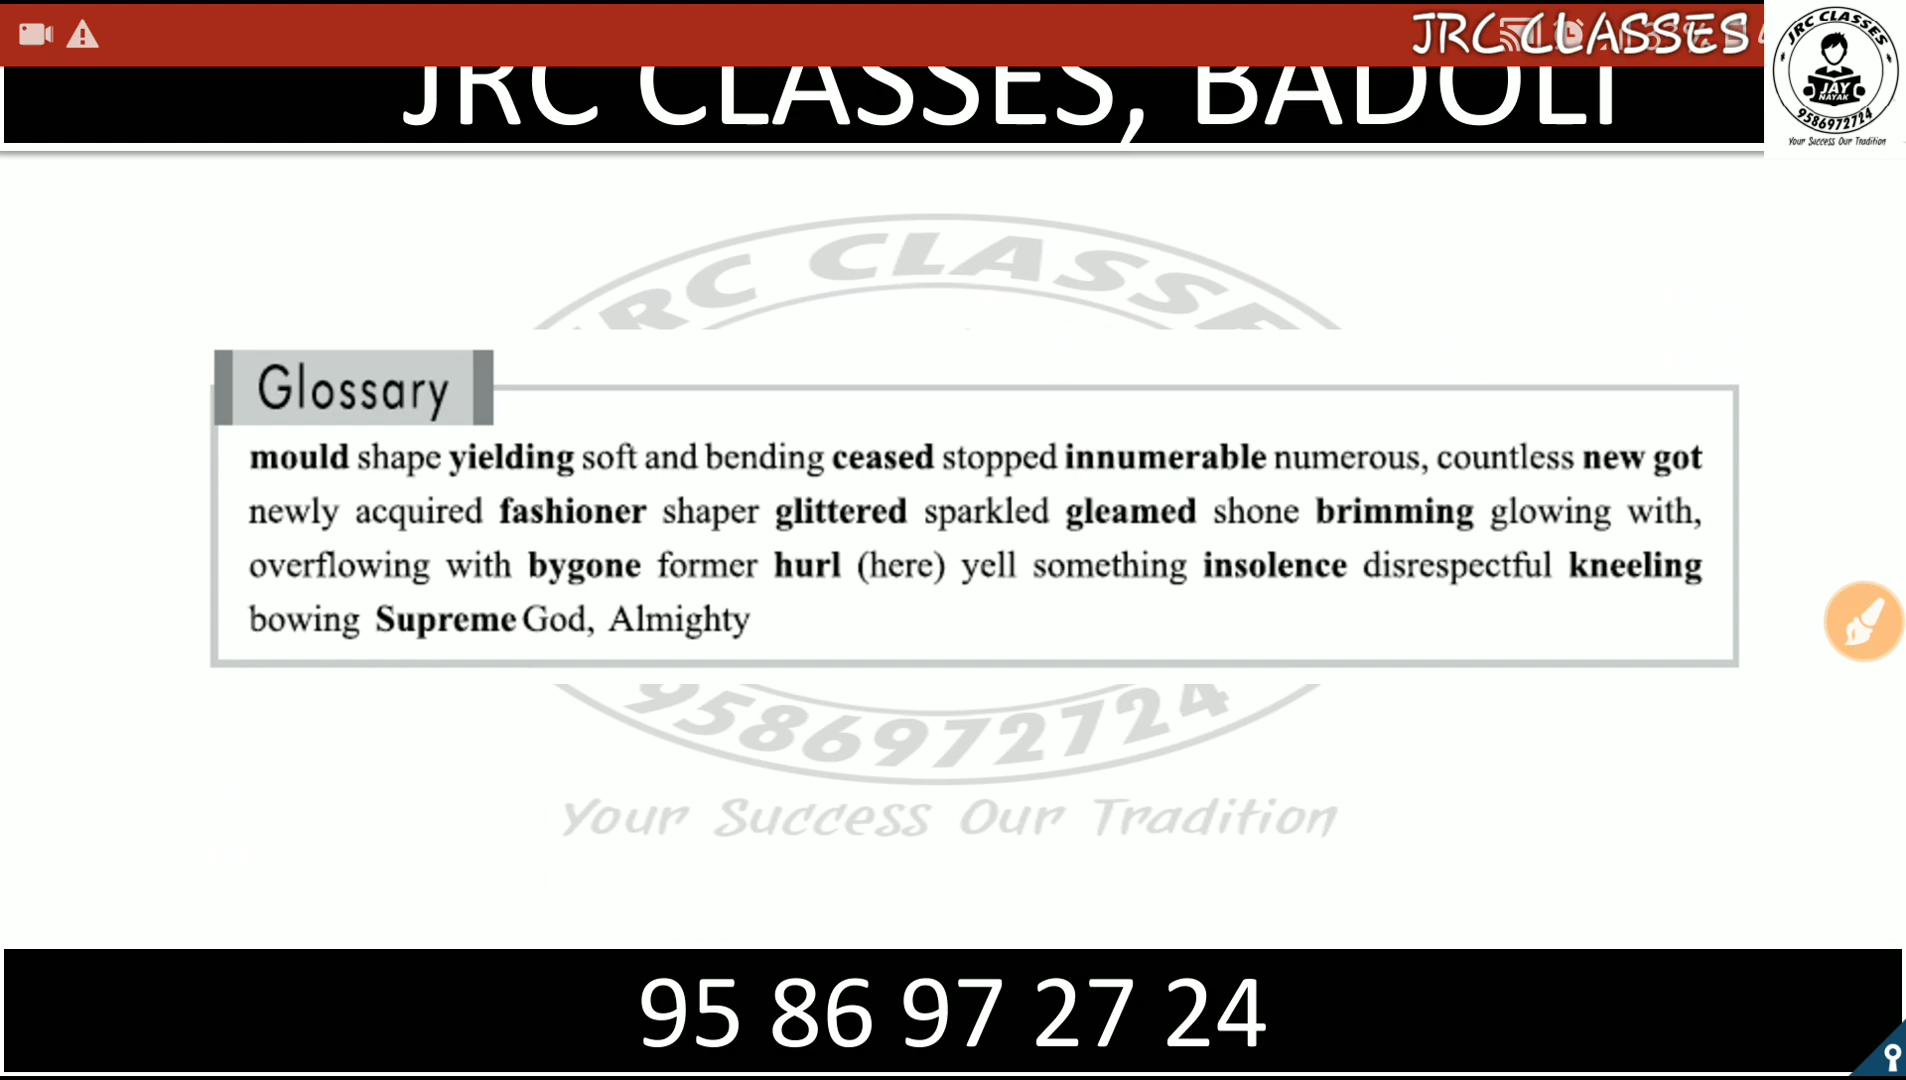 JRC CLASSES
JRC CLASSES, BADOLI
JRC CLASSES
JAY
NAYAK
9586972724
Your Success Our Tradition
JRC CLASSE
Glossary
mould shape yielding soft and bending ceased stopped innumerable numerous, countless new got
newly acquired fashioner shaper glittered sparkled gleamed shone brimming glowing with,
overflowing with bygone former hurl (here) yell something insolence disrespectful kneeling
bowing Supreme God, Almighty
9586972724
Your Success Our Tradition
95 86 97 27 24